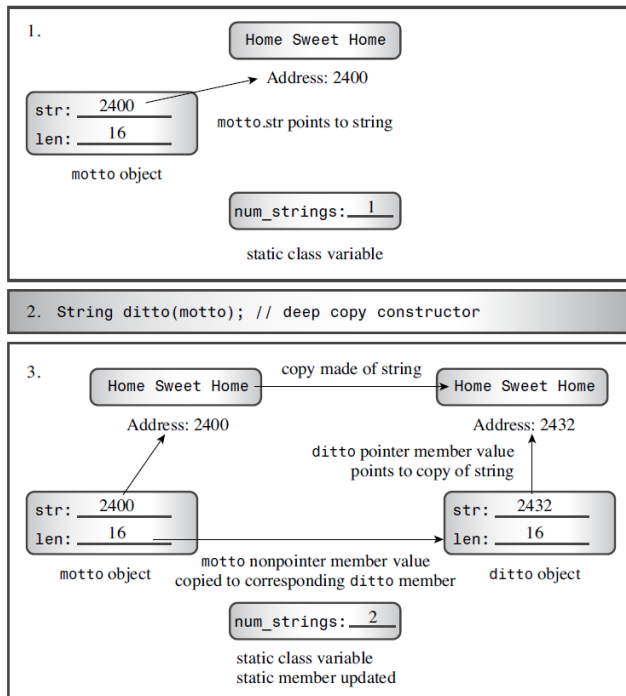 1.
Home Sweet Home
Address: 2400
str: 2400
len: 16
motto.str points to string
motto object
num_strings: 1
static class variable
2. String ditto(motto); // deep copy constructor
3.
copy made of string
Home Sweet Home
Home Sweet Home
Address: 2400
Address: 2432
ditto pointer member value
points to copy of string
str: 2400
len: 16
str: 2432
len: 16
motto nonpointer member value
copied to corresponding ditto member
motto object
ditto object
num_strings: 2
static class variable
static member updated